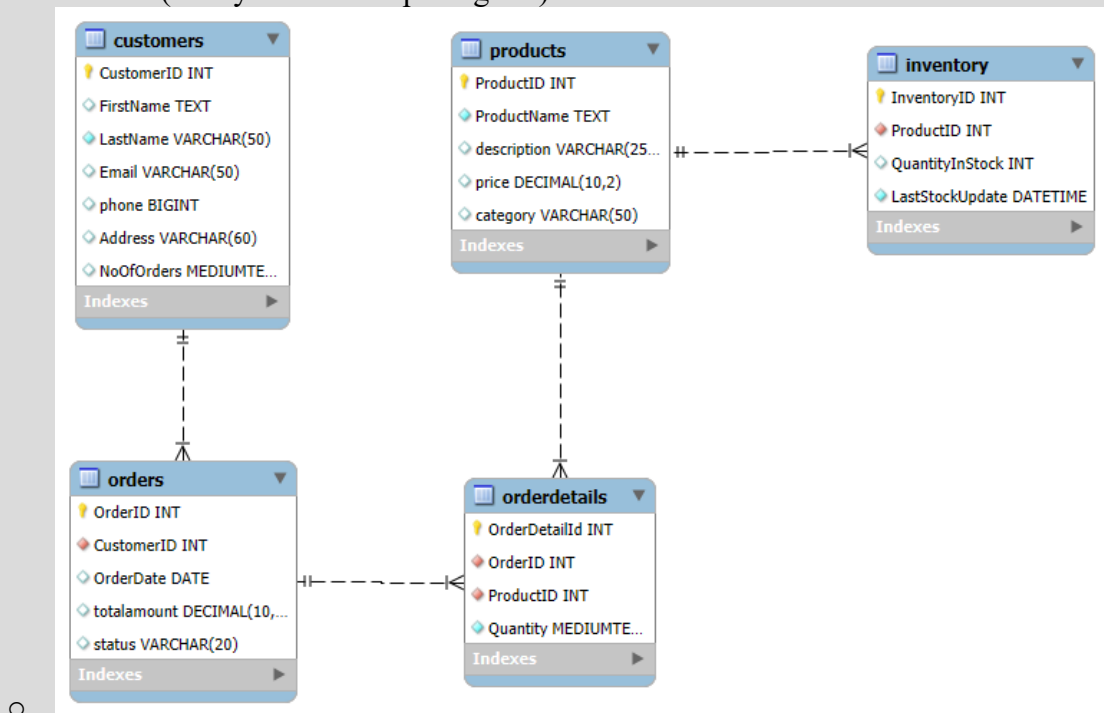 customers
CustomerID INT
FirstName TEXT
LastName VARCHAR(50)
Email VARCHAR(50)
phone BIGINT
Address VARCHAR(60)
NoOfOrders MEDIUMTE...
Indexes
products
ProductID INT
ProductName TEXT
description VARCHAR(25...
price DECIMAL(10,2)
category VARCHAR(50)
Indexes
inventory
InventoryID INT
ProductID INT
QuantityInStock INT
LastStockUpdate DATETIME
Indexes
orders
OrderID INT
CustomerID INT
OrderDate DATE
totalamount DECIMAL(10,...
status VARCHAR(20)
Indexes
orderdetails
OrderDetailId INT
OrderID INT
ProductID INT
Quantity MEDIUMTE...
Indexes